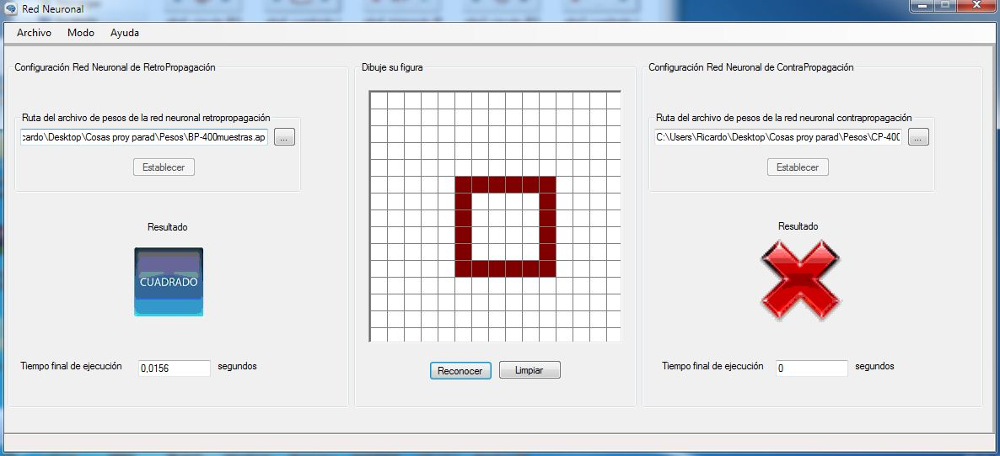 Red Neuronal
Archivo Modo Ayuda
Configuración Red Neuronal de RetroPropagación
Ruta del archivo de pesos de la red neuronal retropropagación
cardo\Desktop\Cosas proy parad\Pesos\BP-400muestras.ap ...
Establecer
Resultado
CUADRADO
Tiempo final de ejecución 0,0156 segundos
Dibuje su figura
Reconocer Limpiar
Configuración Red Neuronal de ContraPropagación
Ruta del archivo de pesos de la red neuronal contrapropagación
C:\Users\Ricardo\Desktop\Cosas proy parad\Pesos\CP-400 ...
Establecer
Resultado
Tiempo final de ejecución 0 segundos